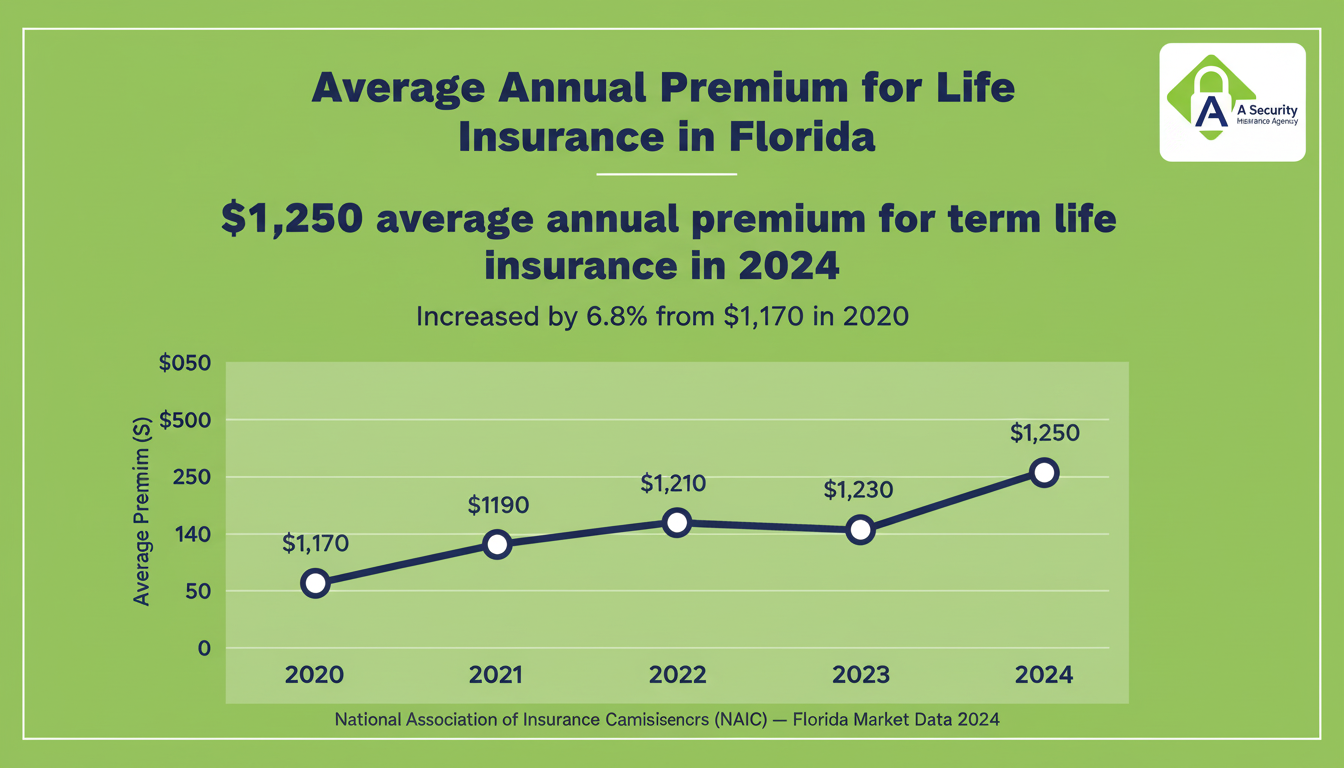 Average Annual Premium for Life
Insurance in Florida
A
A Security
Insurance Agency
$1,250 average annual premium for term life
insurance in 2024
Increased by 6.8% from $1,170 in 2020
Average Premmim ($)
$050
$500
250
140
50
0
$1,170
$1190
$1,210
$1,230
$1,250
2020
2021
2022
2023
2024
National Association of Insurance Camisisencrs (NAIC) — Florida Market Data 2024